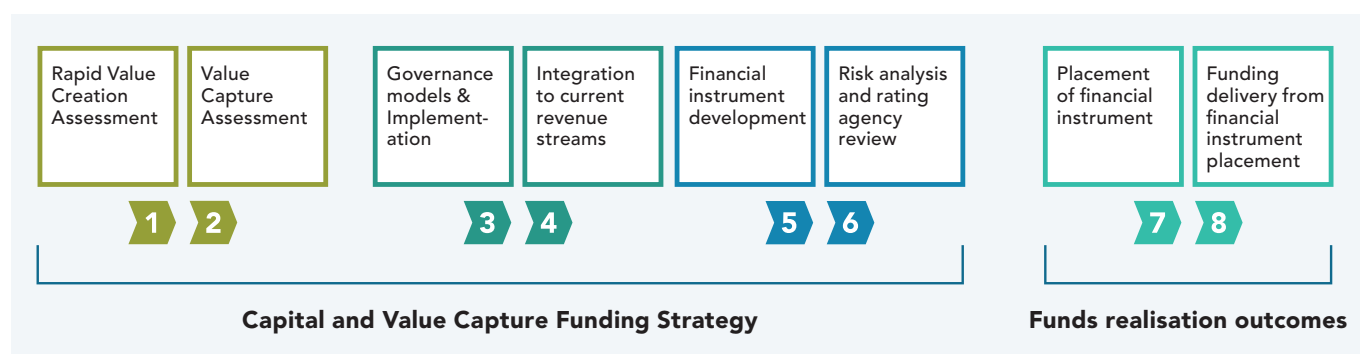 Rapid Value
Creation
Assessment
Value
Capture
Assessment
Governance
models &
Implement-
ation
Integration
to current
revenue
streams
Financial
instrument
development
Risk analysis
and rating
agency
review
Placement
of financial
instrument
Funding
delivery from
financial
instrument
placement
1
2
3
4
5
6
7
8
Capital and Value Capture Funding Strategy
Funds realisation outcomes